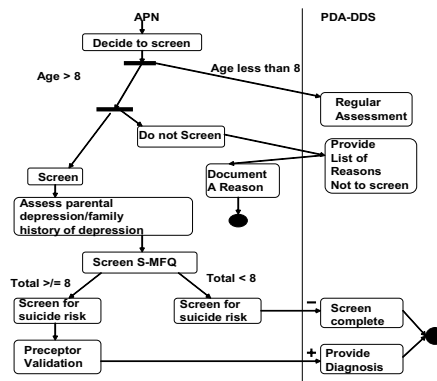 APN
PDA-DDS
Decide to screen
Age > 8
Age less than 8
Regular
Assessment
Do not Screen
Provide
List of
Reasons
Not to screen
Screen
Document
A Reason
Assess parental
depression/family
history of depression
Screen S-MFQ
Total >/= 8
Total < 8
Screen for
suicide risk
Screen for
suicide risk
–
Screen
complete
Preceptor
Validation
+
Provide
Diagnosis